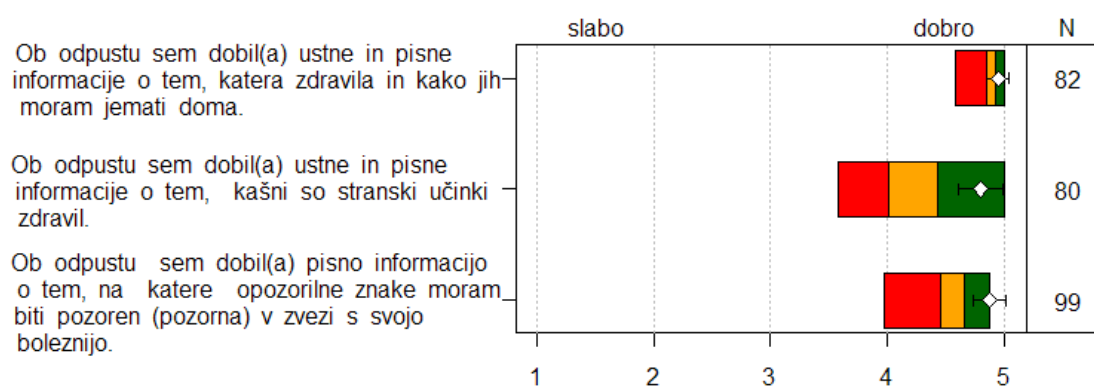 slabo dobro N
Ob odpustu sem dobil(a) ustne in pisne
informacije o tem, katera zdravila in kako jih
moram jemati doma.
82
Ob odpustu sem dobil(a) ustne in pisne
informacije o tem, kašni so stranski učinki
zdravil.
80
Ob odpustu sem dobil(a) pisno informacijo
o tem, na katere opozorilne znake moram
biti pozoren (pozorna) v zvezi s svojo
boleznijo.
99
1 2 3 4 5